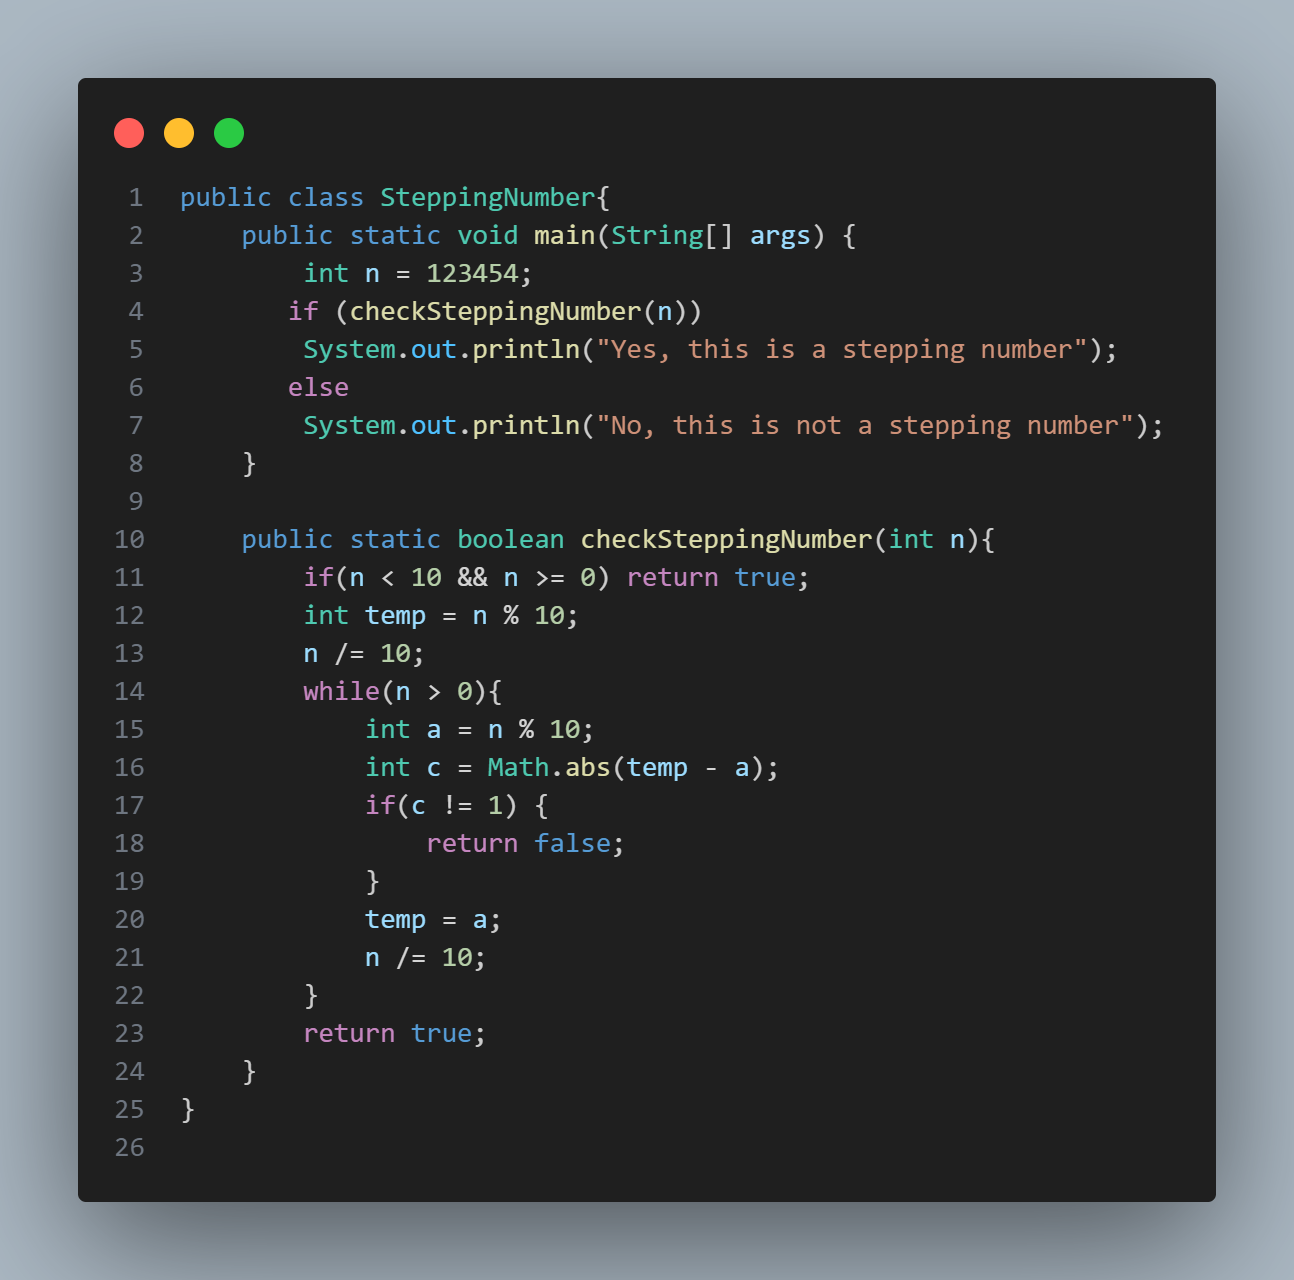 1 public class SteppingNumber{
2     public static void main(String[] args) {
3         int n = 123454;
4        if (checkSteppingNumber(n))
5         System.out.println("Yes, this is a stepping number");
6        else
7         System.out.println("No, this is not a stepping number");
8     }
9
10     public static boolean checkSteppingNumber(int n){
11         if(n < 10 && n >= 0) return true;
12         int temp = n % 10;
13         n /= 10;
14         while(n > 0){
15             int a = n % 10;
16             int c = Math.abs(temp - a);
17             if(c != 1) {
18                 return false;
19             }
20             temp = a;
21             n /= 10;
22         }
23         return true;
24     }
25 }
26